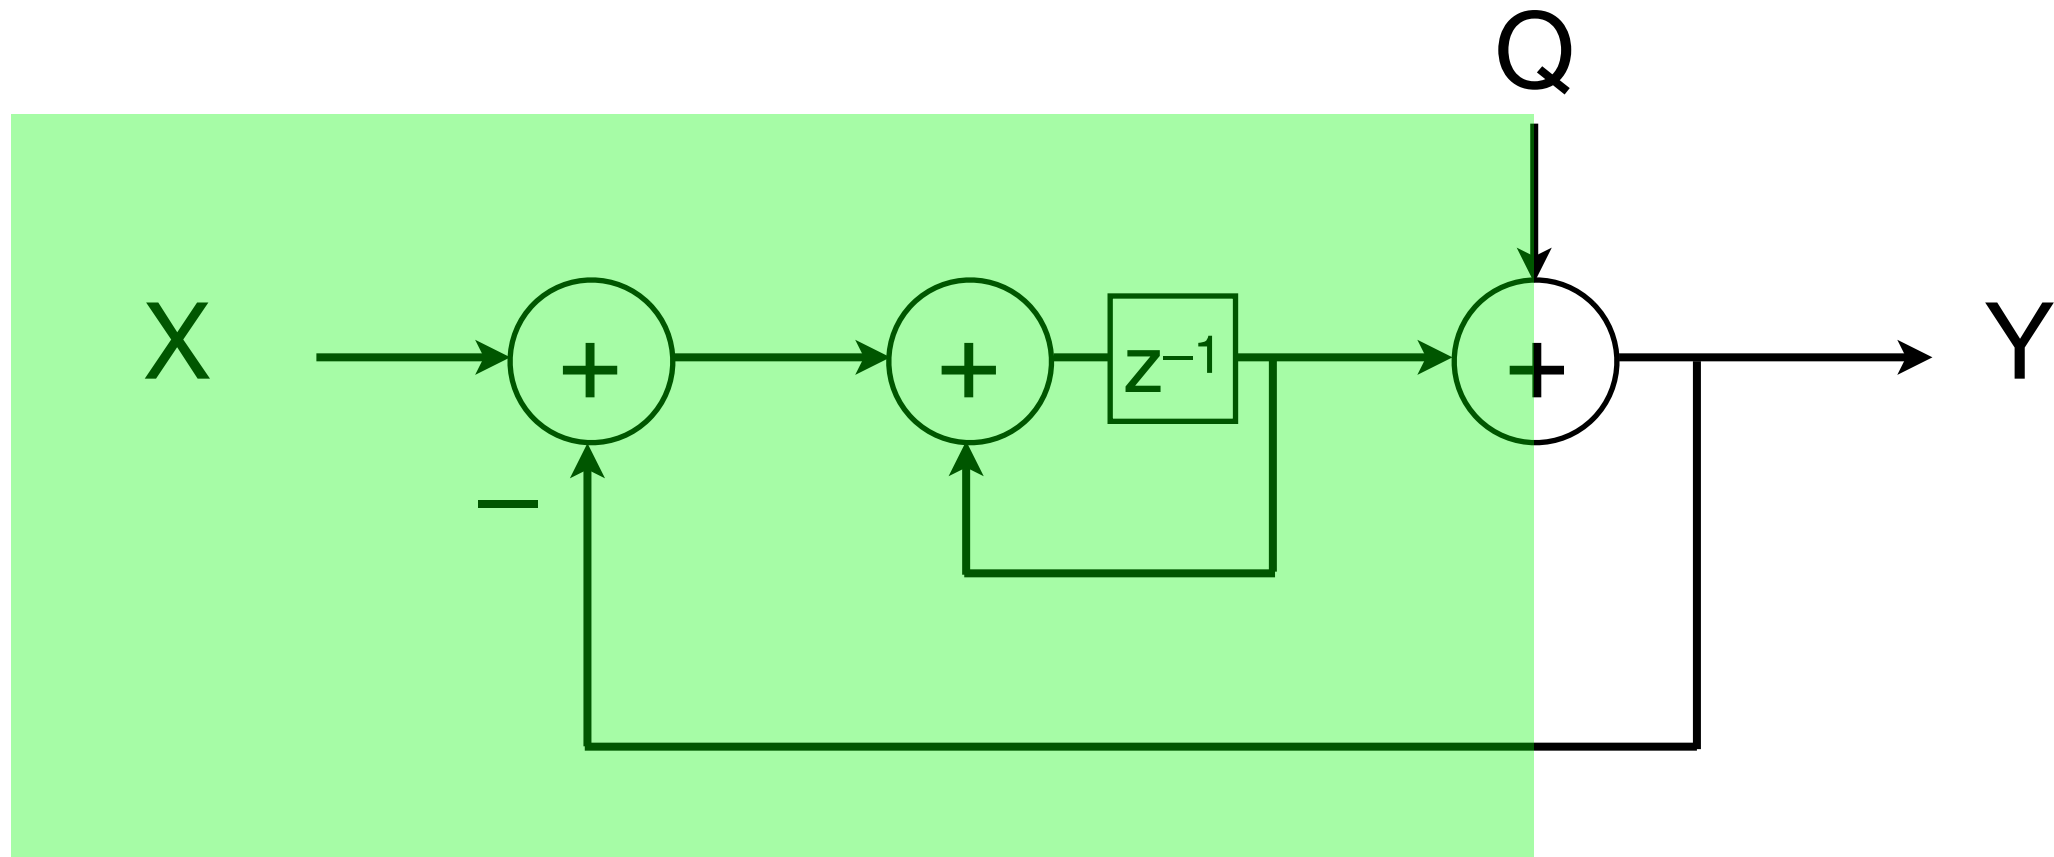 Q
X + + z⁻¹ + Y
−